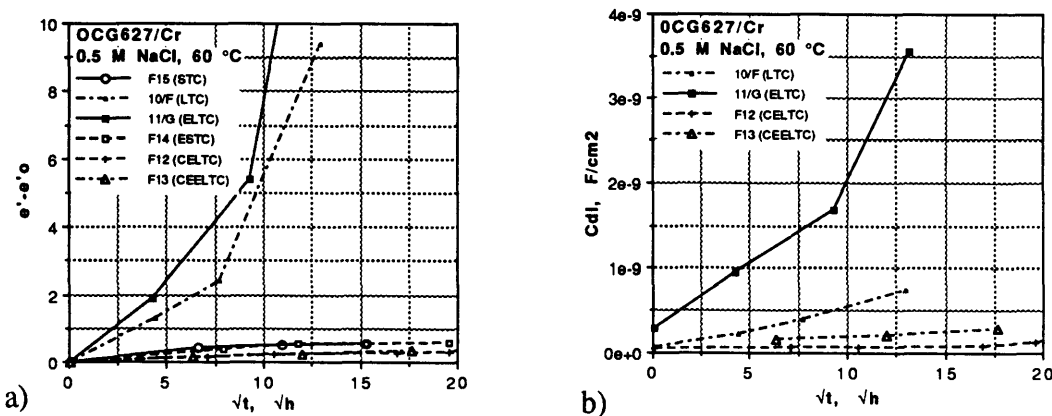 OCG627/Cr
0.5 M NaCl, 60 °C
F15 (STC)
10/F (LTC)
11/G (ELTC)
F14 (ESTC)
F12 (CELTC)
F13 (CEELTC)
10
8
6
4
2
0
e'-e'o
0
5
10
15
20
√t, √h
a)
OCG627/Cr
0.5 M NaCl, 60 °C
10/F (LTC)
11/G (ELTC)
F12 (CELTC)
F13 (CEELTC)
4e-9
3e-9
2e-9
1e-9
0e+0
Cdl, F/cm2
0
5
10
15
20
√t, √h
b)